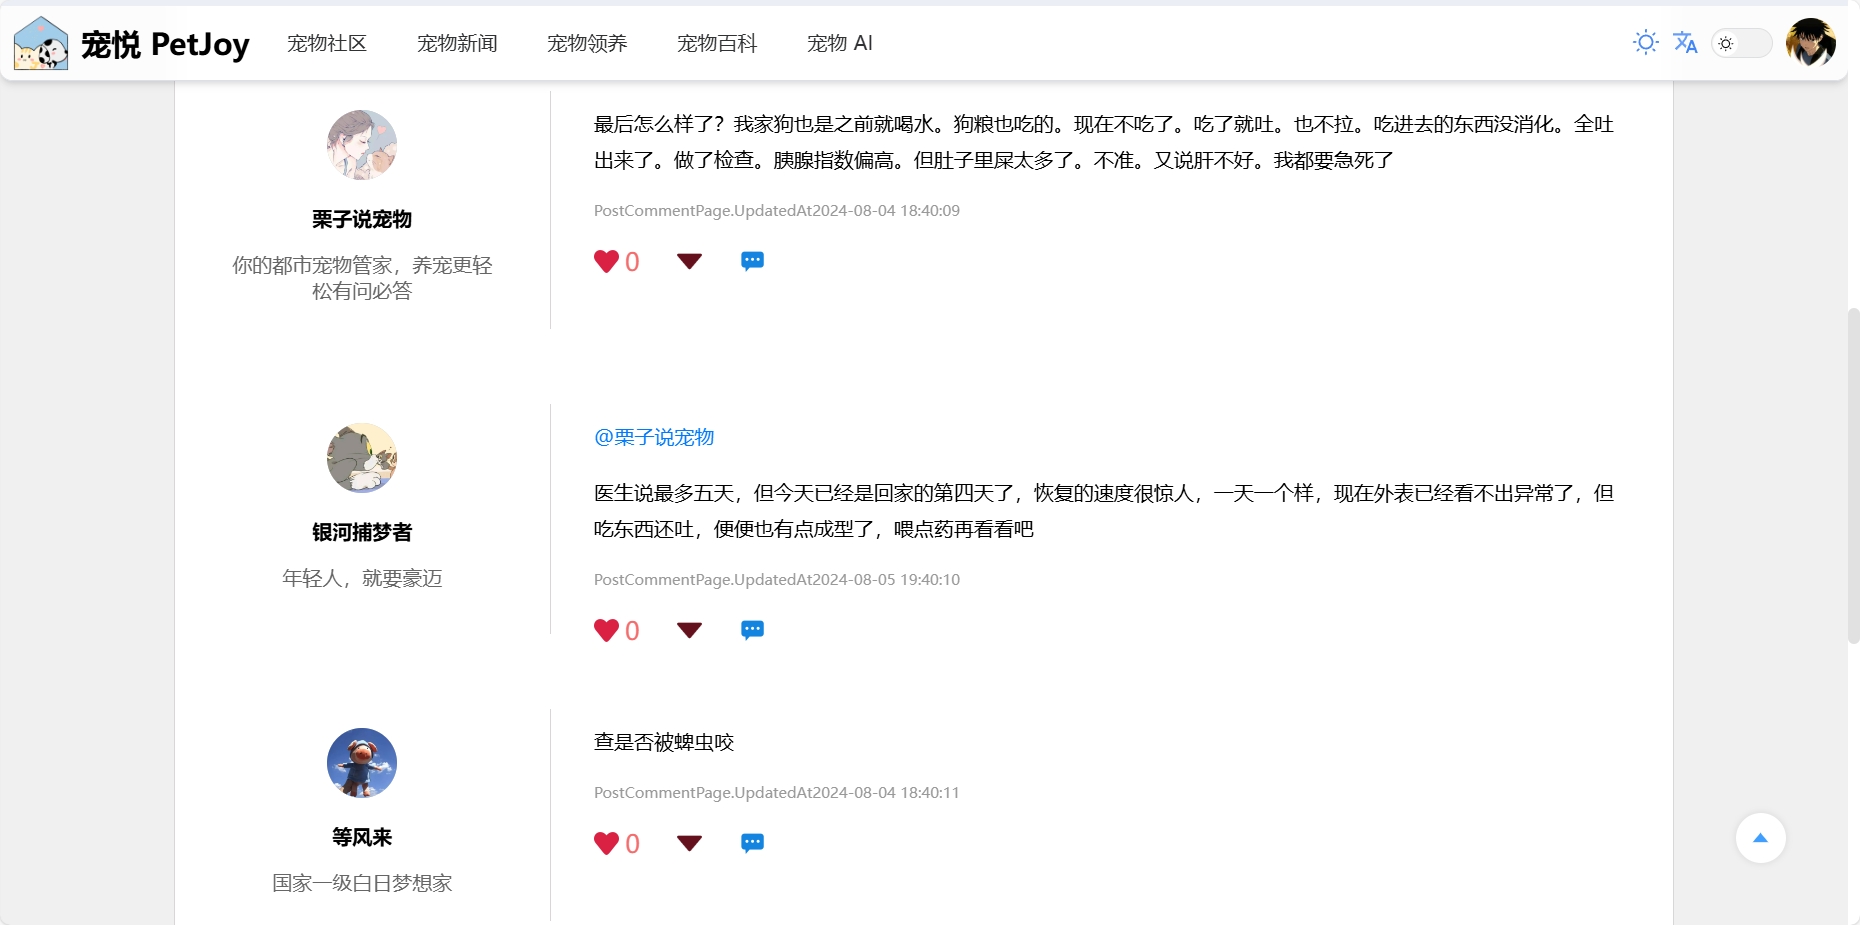 宠悦 PetJoy 宠物社区 宠物新闻 宠物领养 宠物百科 宠物 AI
栗子说宠物
你的都市宠物管家，养宠更轻
松有问必答
最后怎么样了？我家狗也是之前就喝水。狗粮也吃的。现在不吃了。吃了就吐。也不拉。吃进去的东西没消化。全吐
出来了。做了检查。胰腺指数偏高。但肚子里屎太多了。不准。又说肝不好。我都要急死了
PostCommentPage.UpdatedAt2024-08-04 18:40:09
0
银河捕梦者
年轻人，就要豪迈
@栗子说宠物
医生说最多五天，但今天已经是回家的第四天了，恢复的速度很惊人，一天一个样，现在外表已经看不出异常了，但
吃东西还吐，便便也有点成型了，喂点药再看看吧
PostCommentPage.UpdatedAt2024-08-05 19:40:10
0
等风来
国家一级白日梦想家
查是否被蜱虫咬
PostCommentPage.UpdatedAt2024-08-04 18:40:11
0